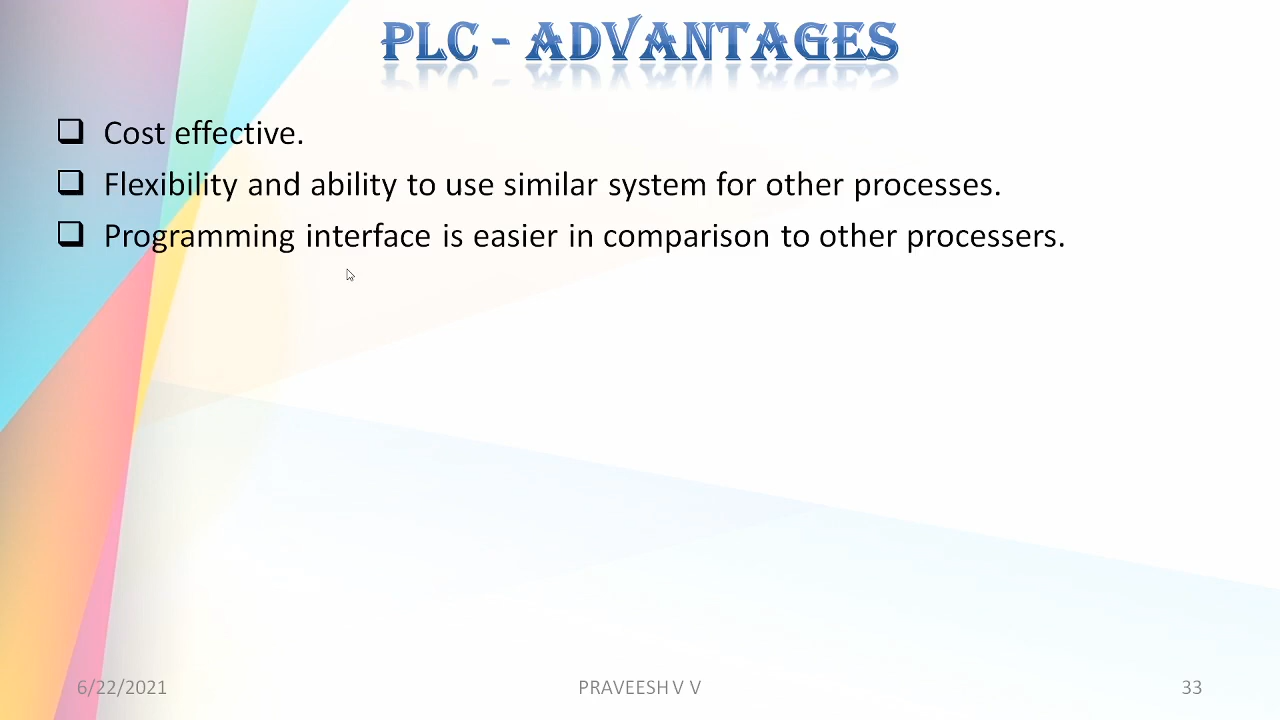 PLC - ADVANTAGES
Cost effective.
Flexibility and ability to use similar system for other processes.
Programming interface is easier in comparison to other processers.
6/22/2021
PRAVEESH V V
33